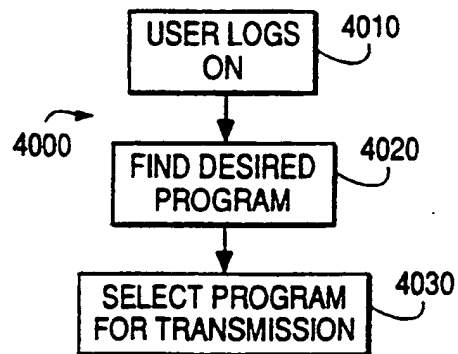 USER LOGS
ON
4010
4000
FIND DESIRED
PROGRAM
4020
SELECT PROGRAM
FOR TRANSMISSION
4030